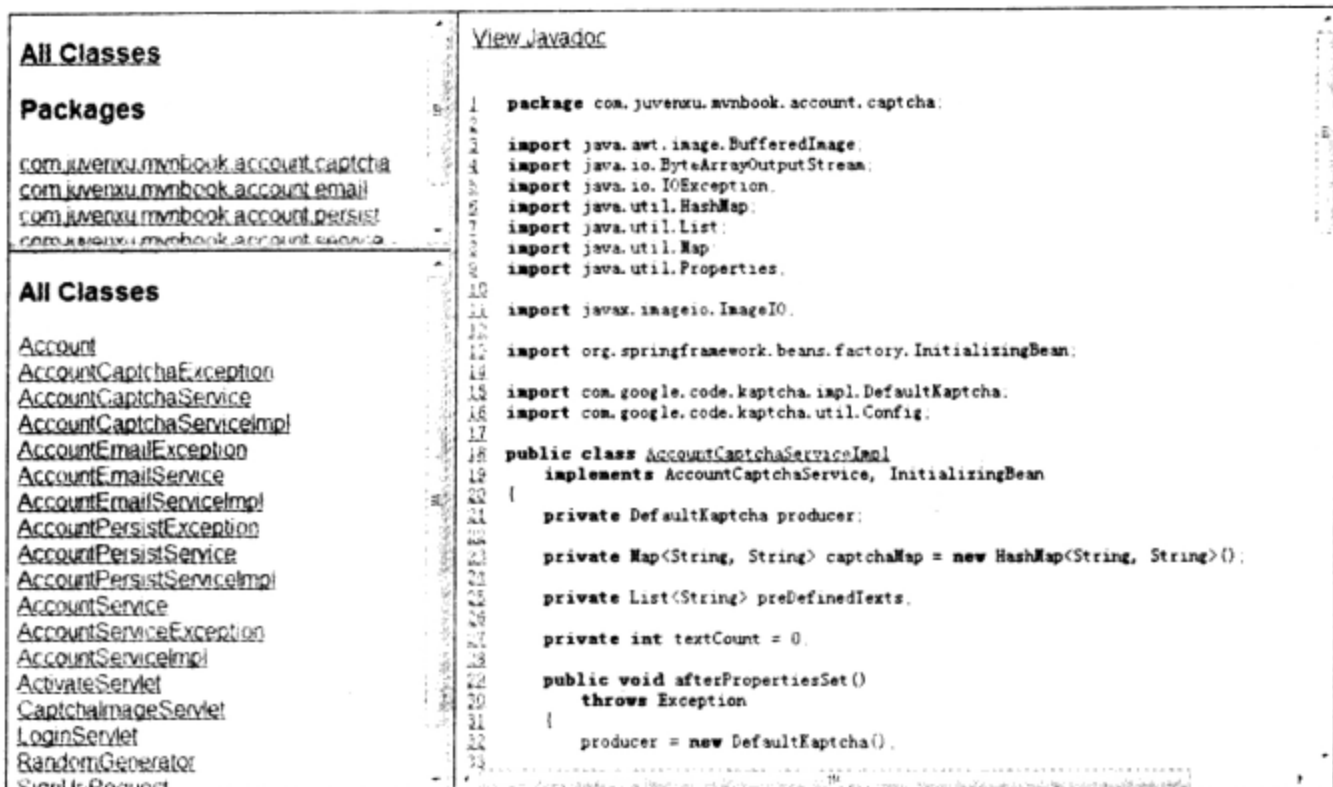 All Classes
Packages
com.juvenxu.mvnbook.account.captcha
com.juvenxu.mvnbook.account.email
com.juvenxu.mvnbook.account.persist
com.juvenxu.mvnbook.account.service
All Classes
Account
AccountCaptchaException
AccountCaptchaService
AccountCaptchaServiceImpl
AccountEmailException
AccountEmailService
AccountEmailServiceImpl
AccountPersistException
AccountPersistService
AccountPersistServiceImpl
AccountService
AccountServiceException
AccountServiceImpl
ActivateServlet
CaptchaImageServlet
LoginServlet
RandomGenerator
SignUpRequest
View Javadoc
1 package com.juvenxu.mvnbook.account.captcha;
2
3 import java.awt.image.BufferedImage;
4 import java.io.ByteArrayOutputStream;
5 import java.io.IOException;
6 import java.util.HashMap;
7 import java.util.List;
8 import java.util.Map
9 import java.util.Properties;
10
11 import javax.imageio.ImageIO;
12
13 import org.springframework.beans.factory.InitializingBean;
14
15 import com.google.code.kaptcha.impl.DefaultKaptcha;
16 import com.google.code.kaptcha.util.Config;
17
18 public class AccountCaptchaServiceImpl
19 implements AccountCaptchaService, InitializingBean
20 {
21 private DefaultKaptcha producer;
22
23 private Map<String, String> captchaMap = new HashMap<String, String>();
24
25 private List<String> preDefinedTexts;
26
27 private int textCount = 0;
28
29 public void afterPropertiesSet()
30 throws Exception
31 {
32 producer = new DefaultKaptcha();
33